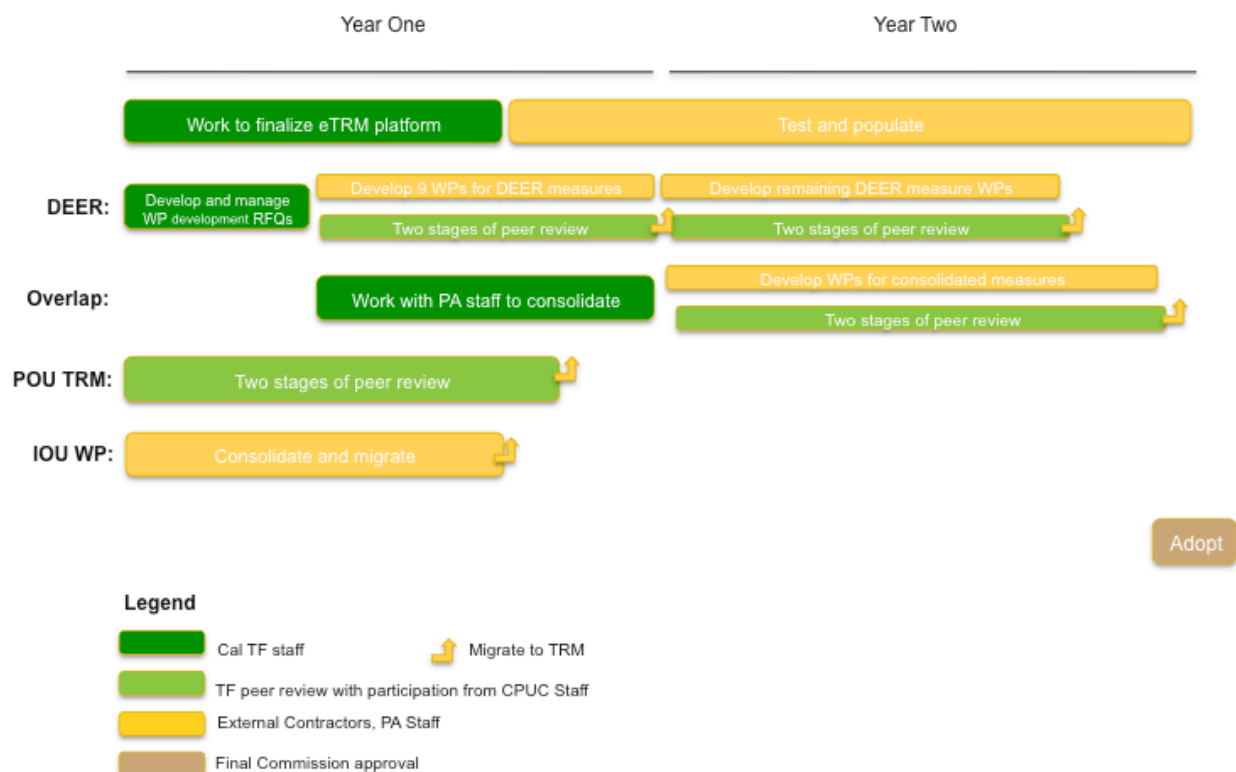 Year One
Year Two
Work to finalize eTRM platform
Test and populate
DEER:
Develop and manage
WP development RFQs
Develop 9 WPs for DEER measures
Develop remaining DEER measure WPs
Two stages of peer review
Two stages of peer review
Overlap:
Work with PA staff to consolidate
Develop WPs for consolidated measures
Two stages of peer review
POU TRM:
Two stages of peer review
IOU WP:
Consolidate and migrate
Adopt
Legend
Cal TF staff
Migrate to TRM
TF peer review with participation from CPUC Staff
External Contractors, PA Staff
Final Commission approval